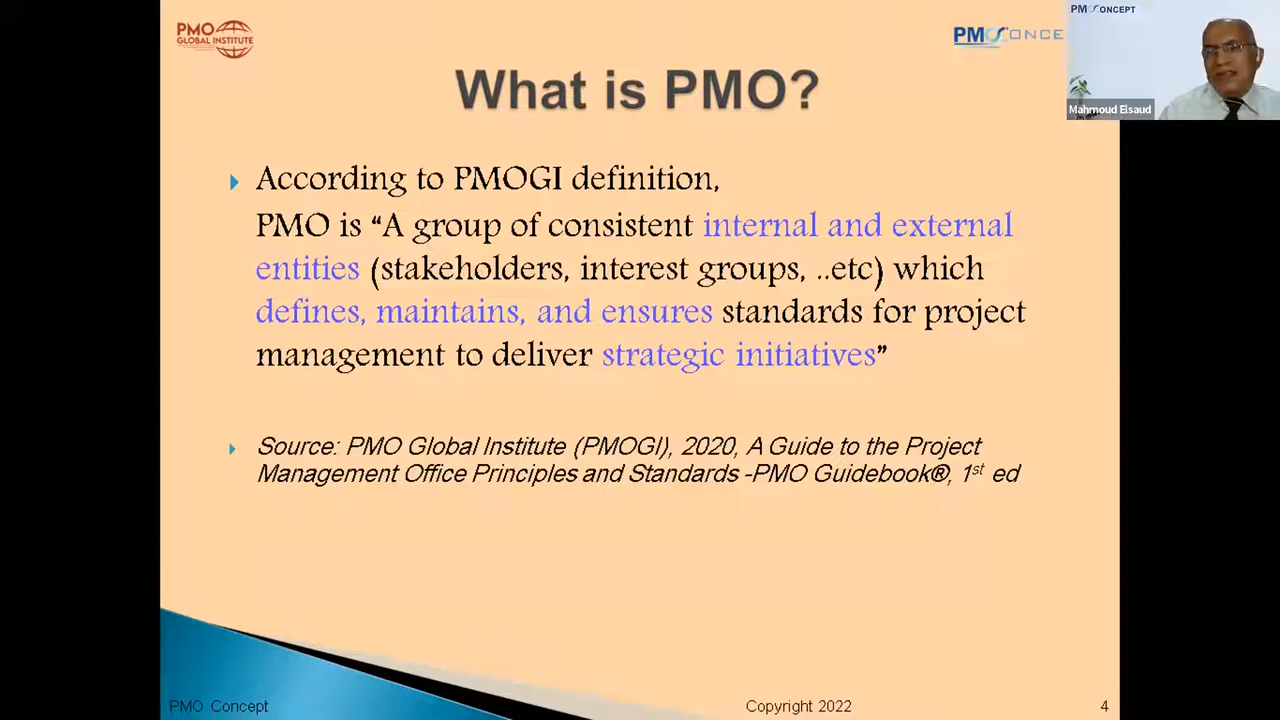 PMO
GLOBAL INSTITUTE
PM CONCE
PM CONCEPT
Mahmoud Elsaud
What is PMO?
According to PMOGI definition,
PMO is “A group of consistent internal and external
entities (stakeholders, interest groups, ..etc) which
defines, maintains, and ensures standards for project
management to deliver strategic initiatives”
Source: PMO Global Institute (PMOGI), 2020, A Guide to the Project
Management Office Principles and Standards -PMO Guidebook®, 1st ed
PMO Concept
Copyright 2022
4